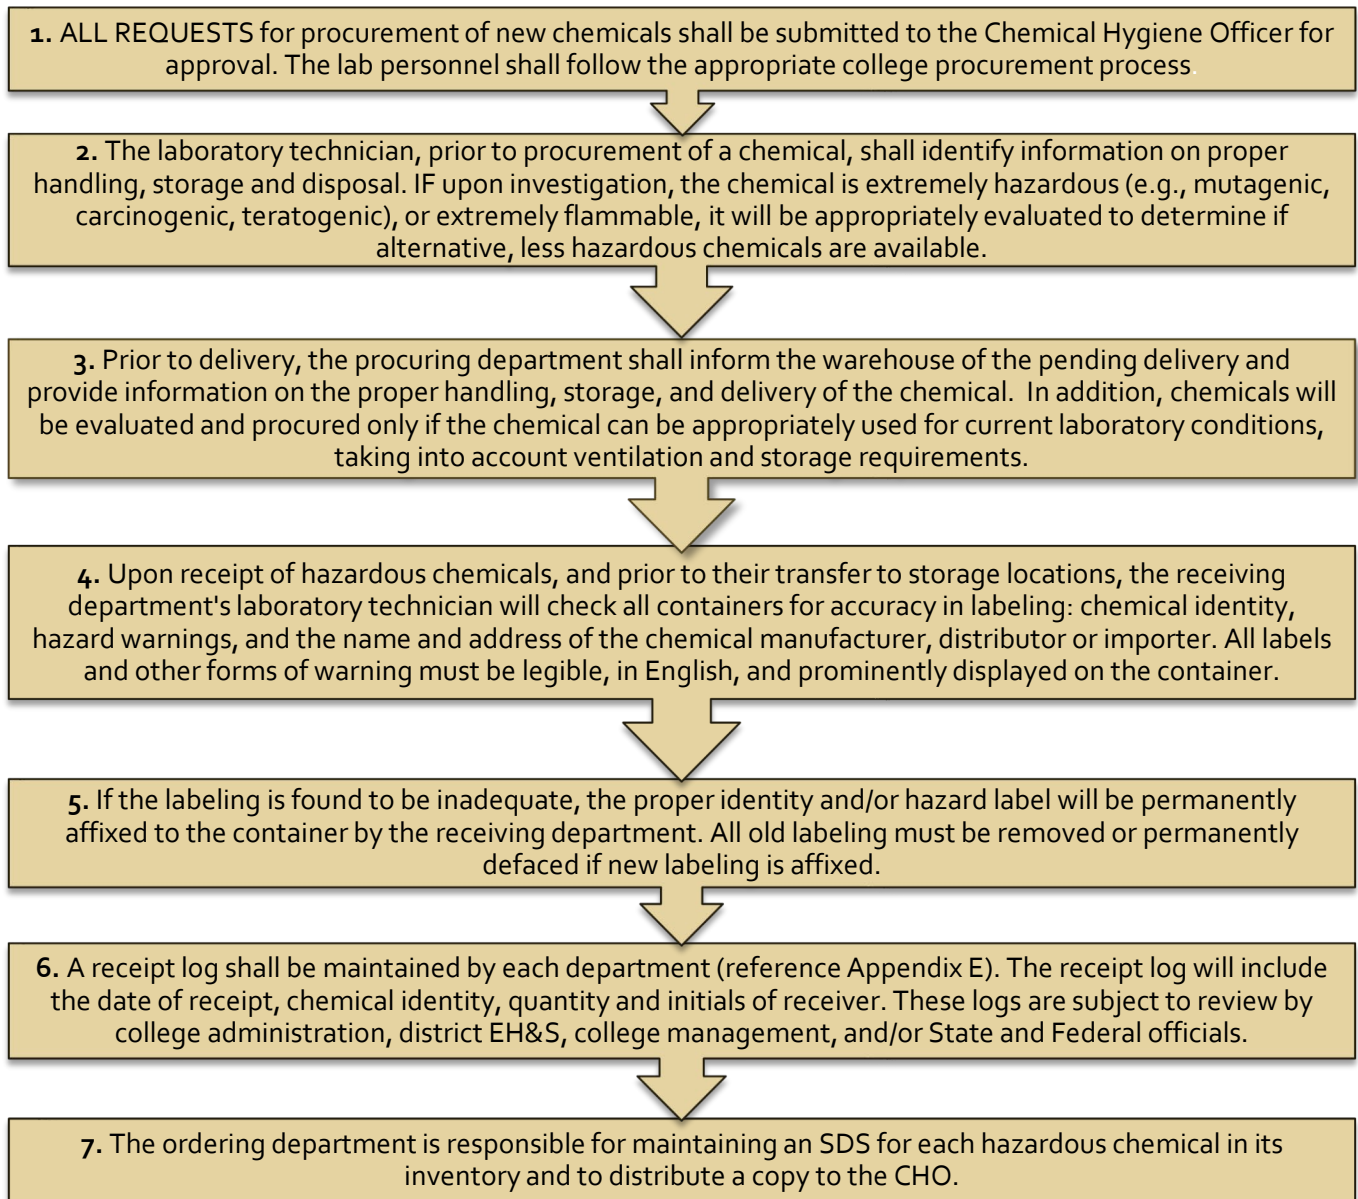 1. ALL REQUESTS for procurement of new chemicals shall be submitted to the Chemical Hygiene Officer for
approval. The lab personnel shall follow the appropriate college procurement process.
2. The laboratory technician, prior to procurement of a chemical, shall identify information on proper
handling, storage and disposal. IF upon investigation, the chemical is extremely hazardous (e.g., mutagenic,
carcinogenic, teratogenic), or extremely flammable, it will be appropriately evaluated to determine if
alternative, less hazardous chemicals are available.
3. Prior to delivery, the procuring department shall inform the warehouse of the pending delivery and
provide information on the proper handling, storage, and delivery of the chemical. In addition, chemicals will
be evaluated and procured only if the chemical can be appropriately used for current laboratory conditions,
taking into account ventilation and storage requirements.
4. Upon receipt of hazardous chemicals, and prior to their transfer to storage locations, the receiving
department's laboratory technician will check all containers for accuracy in labeling: chemical identity,
hazard warnings, and the name and address of the chemical manufacturer, distributor or importer. All labels
and other forms of warning must be legible, in English, and prominently displayed on the container.
5. If the labeling is found to be inadequate, the proper identity and/or hazard label will be permanently
affixed to the container by the receiving department. All old labeling must be removed or permanently
defaced if new labeling is affixed.
6. A receipt log shall be maintained by each department (reference Appendix E). The receipt log will include
the date of receipt, chemical identity, quantity and initials of receiver. These logs are subject to review by
college administration, district EH&S, college management, and/or State and Federal officials.
7. The ordering department is responsible for maintaining an SDS for each hazardous chemical in its
inventory and to distribute a copy to the CHO.